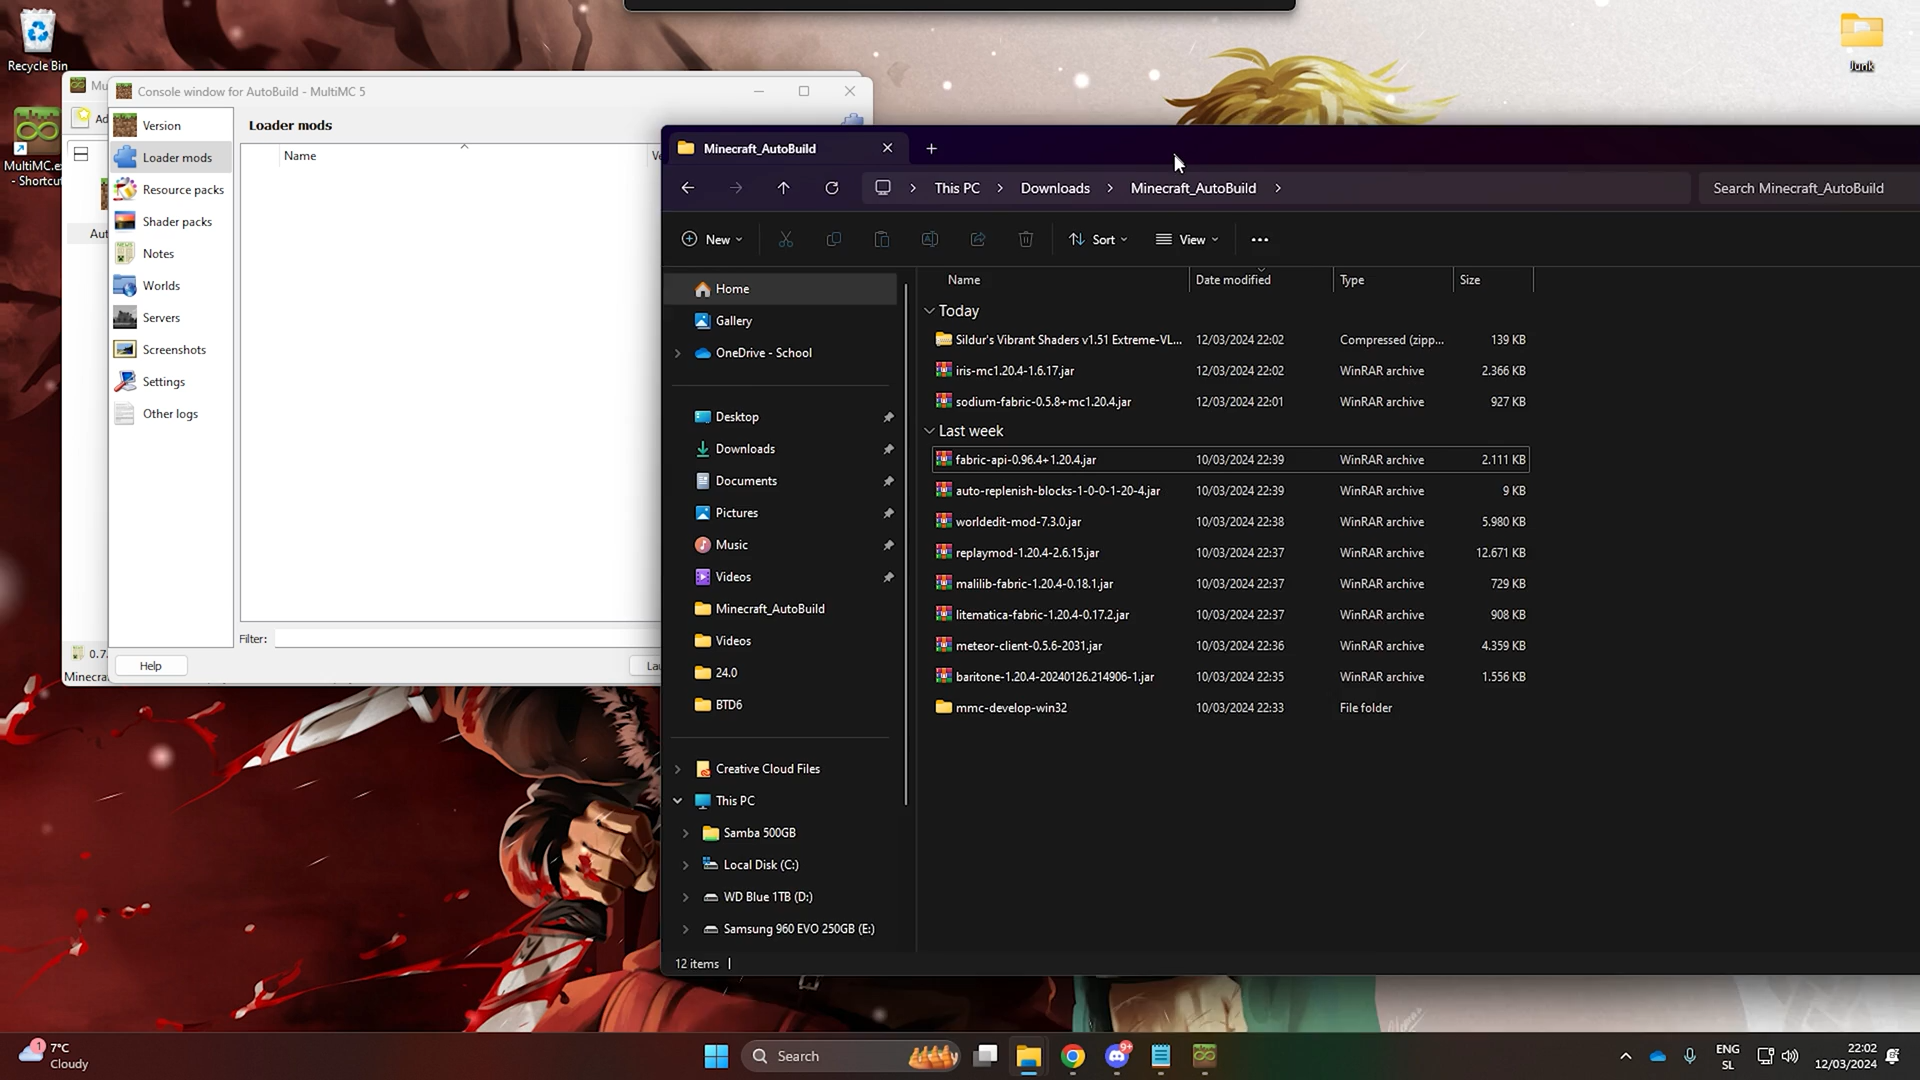 Recycle Bin
MultiMC.ex
- Shortcut
Junk
Mu
Ad
Aut
0.7.
Minecra
Console window for AutoBuild - MultiMC 5
Version
Loader mods
Resource packs
Shader packs
Notes
Worlds
Servers
Screenshots
Settings
Other logs
Help
Loader mods
Name
Ve
Filter:
Lau
Minecraft_AutoBuild
This PC
Downloads
Minecraft_AutoBuild
Search Minecraft_AutoBuild
New
Sort
View
Home
Gallery
OneDrive - School
Desktop
Downloads
Documents
Pictures
Music
Videos
Minecraft_AutoBuild
Videos
24.0
BTD6
Creative Cloud Files
This PC
Samba 500GB
Local Disk (C:)
WD Blue 1TB (D:)
Samsung 960 EVO 250GB (E:)
Name Date modified Type Size
Today
Sildur's Vibrant Shaders v1.51 Extreme-VL... 12/03/2024 22:02 Compressed (zipp... 139 KB
iris-mc1.20.4-1.6.17.jar 12/03/2024 22:02 WinRAR archive 2.366 KB
sodium-fabric-0.5.8+mc1.20.4.jar 12/03/2024 22:01 WinRAR archive 927 KB
Last week
fabric-api-0.96.4+1.20.4.jar 10/03/2024 22:39 WinRAR archive 2.111 KB
auto-replenish-blocks-1-0-0-1-20-4.jar 10/03/2024 22:39 WinRAR archive 9 KB
worldedit-mod-7.3.0.jar 10/03/2024 22:38 WinRAR archive 5.980 KB
replaymod-1.20.4-2.6.15.jar 10/03/2024 22:37 WinRAR archive 12.671 KB
malilib-fabric-1.20.4-0.18.1.jar 10/03/2024 22:37 WinRAR archive 729 KB
litematica-fabric-1.20.4-0.17.2.jar 10/03/2024 22:37 WinRAR archive 908 KB
meteor-client-0.5.6-2031.jar 10/03/2024 22:36 WinRAR archive 4.359 KB
baritone-1.20.4-20240126.214906-1.jar 10/03/2024 22:35 WinRAR archive 1.556 KB
mmc-develop-win32 10/03/2024 22:33 File folder
12 items
1
7°C
Cloudy
Search
9+
ENG
SL
22:02
12/03/2024